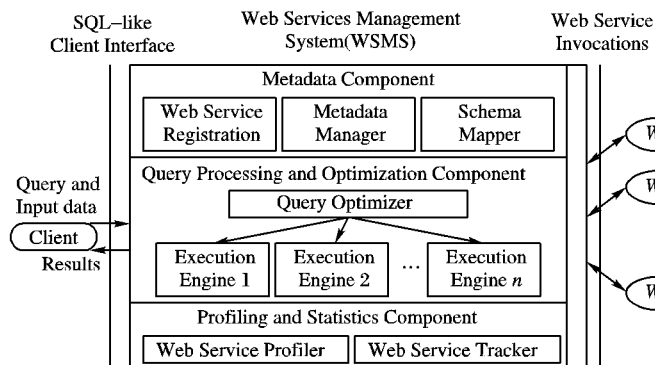 SQL–like
Client Interface
Web Services Management
System(WSMS)
Web Service
Invocations
Metadata Component
Web Service
Registration
Metadata
Manager
Schema
Mapper
Query Processing and Optimization Component
Query Optimizer
Query and
Input data
Client
Results
Execution
Engine 1
Execution
Engine 2
...
Execution
Engine n
Profiling and Statistics Component
Web Service Profiler
Web Service Tracker